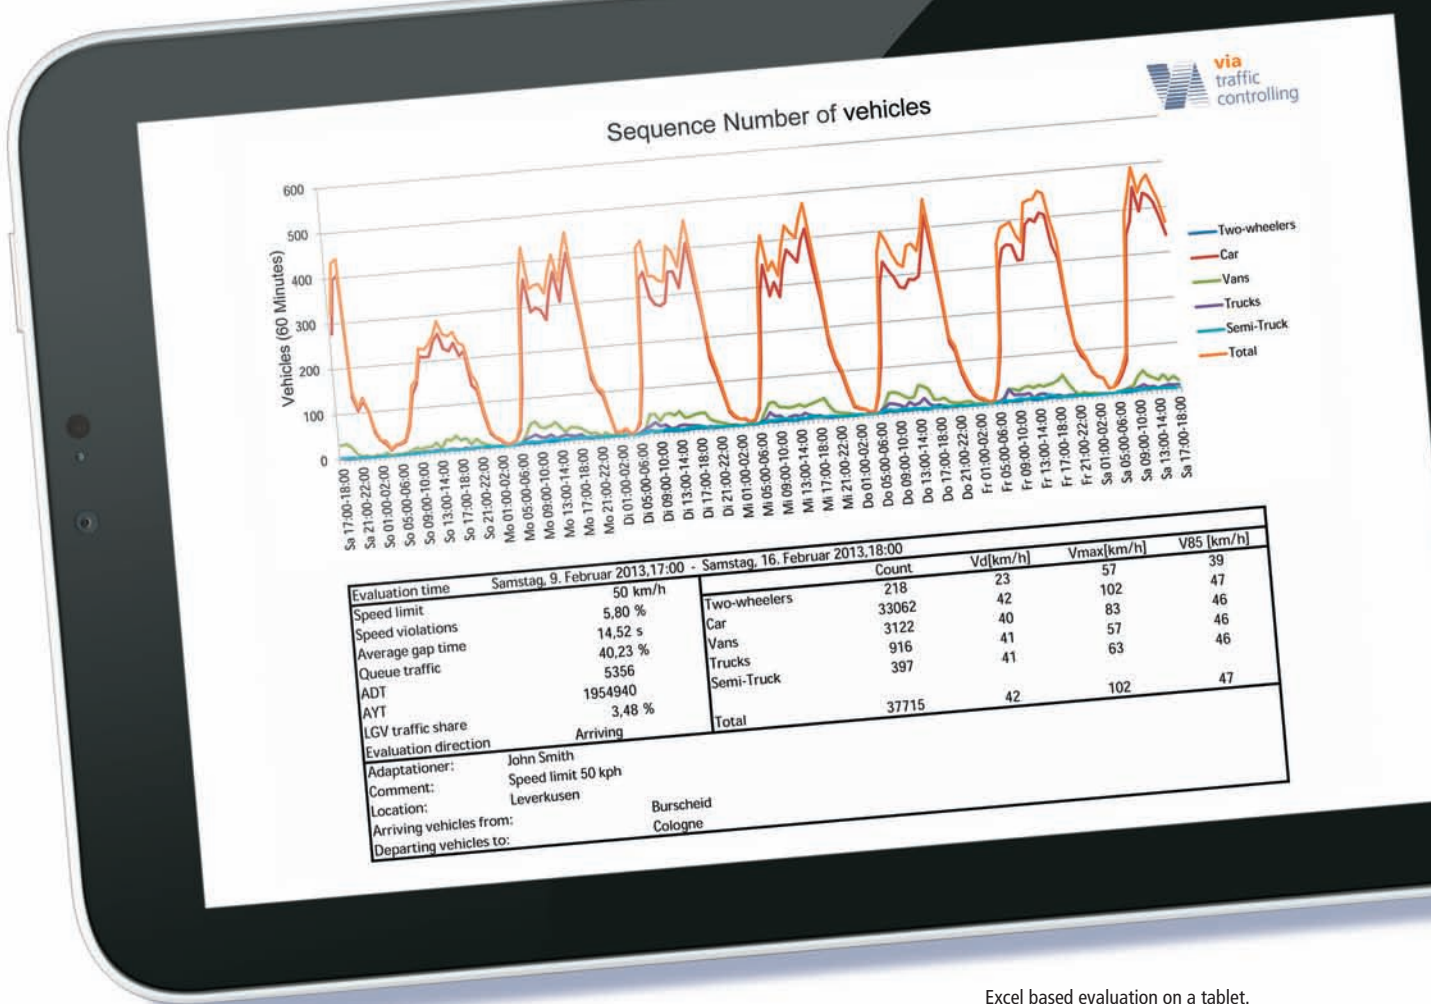 via
traffic
controlling
Sequence Number of vehicles
Vehicles (60 Minutes)
600
500
400
300
200
100
0
Two-wheelers
Car
Vans
Trucks
Semi-Truck
Total
Sa 17:00-18:00
Sa 21:00-22:00
So 01:00-02:00
So 05:00-06:00
So 09:00-10:00
So 13:00-14:00
So 17:00-18:00
So 21:00-22:00
Mo 01:00-02:00
Mo 05:00-06:00
Mo 09:00-10:00
Mo 13:00-14:00
Mo 17:00-18:00
Mo 21:00-22:00
Di 01:00-02:00
Di 05:00-06:00
Di 09:00-10:00
Di 13:00-14:00
Di 17:00-18:00
Di 21:00-22:00
Mi 01:00-02:00
Mi 05:00-06:00
Mi 09:00-10:00
Mi 13:00-14:00
Mi 17:00-18:00
Mi 21:00-22:00
Do 01:00-02:00
Do 05:00-06:00
Do 09:00-10:00
Do 13:00-14:00
Do 17:00-18:00
Do 21:00-22:00
Fr 01:00-02:00
Fr 05:00-06:00
Fr 09:00-10:00
Fr 13:00-14:00
Fr 17:00-18:00
Fr 21:00-22:00
Sa 01:00-02:00
Sa 05:00-06:00
Sa 09:00-10:00
Sa 13:00-14:00
Sa 17:00-18:00
Evaluation time Samstag, 9. Februar 2013,17:00 - Samstag, 16. Februar 2013,18:00
Speed limit 50 km/h
Speed violations 5,80 %
Average gap time 14,52 s
Queue traffic 40,23 %
ADT 5356
AYT 1954940
LGV traffic share 3,48 %
Evaluation direction Arriving
Count Vd[km/h] Vmax[km/h] V85 [km/h]
Two-wheelers 218 23 57 39
Car 33062 42 102 47
Vans 3122 40 83 46
Trucks 916 41 57 46
Semi-Truck 397 41 63 46
Total 37715 42 102 47
Adaptationer: John Smith
Comment: Speed limit 50 kph
Location: Leverkusen
Arriving vehicles from: Burscheid
Departing vehicles to: Cologne
Excel based evaluation on a tablet.